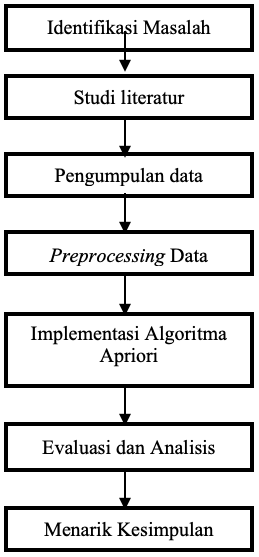 Identifikasi Masalah
Studi literatur
Pengumpulan data
Preprocessing Data
Implementasi Algoritma
Apriori
Evaluasi dan Analisis
Menarik Kesimpulan